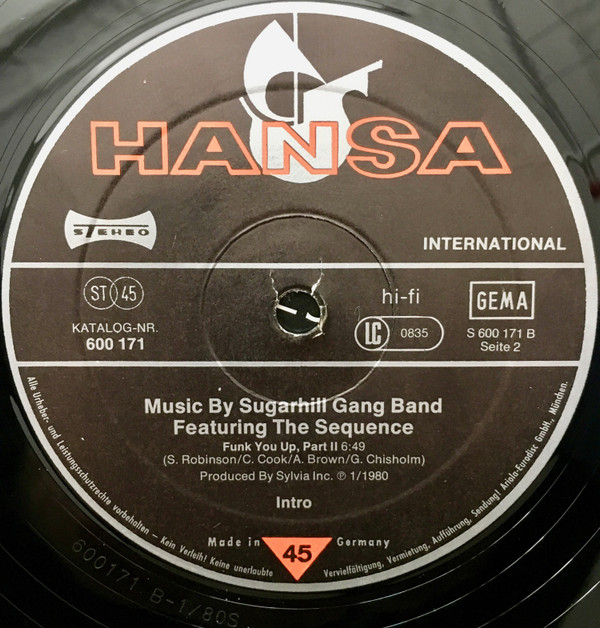 HANSA
STEREO
INTERNATIONAL
ST 45
KATALOG-NR.
600 171
hi-fi
LC 0835
GEMA
S 600 171 B
Seite 2
Music By Sugarhill Gang Band
Featuring The Sequence
Funk You Up, Part II 6:49
(S. Robinson/C. Cook/A. Brown/G. Chisholm)
Produced By Sylvia Inc. ℗ 1/1980
Intro
Made in 45 Germany
Alle Urheber- und Leistungsschutzrechte vorbehalten – Kein Verleih! Keine unerlaubte Vervielfältigung, Vermietung, Aufführung, Sendung! Ariola-Eurodisc GmbH, München.
600171 B-1/80S